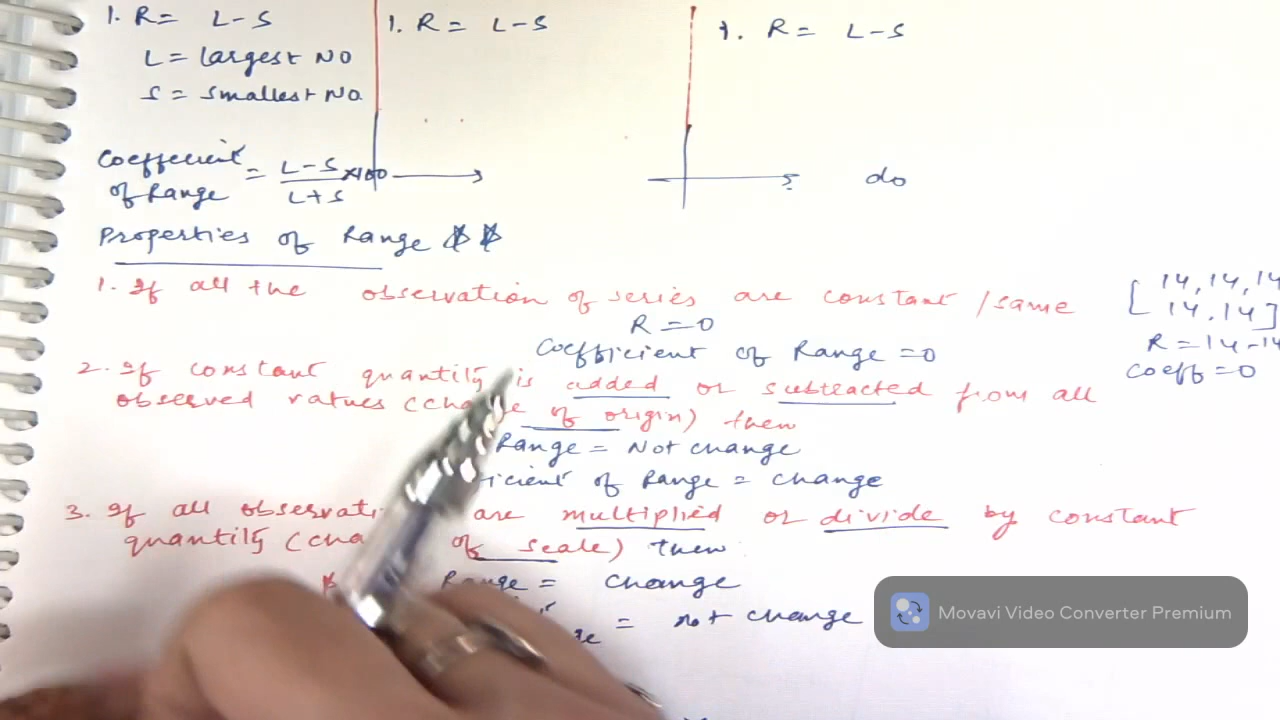 1. R = L - S
L = largest NO
S = smallest NO
1. R = L - S
1. R = L - S
Coefficient of Range = L - S / L + S ×100
do
Properties of Range
1. If all the observation of series are constant / same
R = 0
Coefficient of Range = 0
[14, 14, 14
14, 14]
R = 14 - 14
Coeff = 0
2. If constant quantity is added or subtracted from all
observed values (change of origin) then
Range = Not change
icient of Range = change
3. If all observati are multiplied or divide by constant
quantity (cha of scale) then
Range = change
= not change
Movavi Video Converter Premium